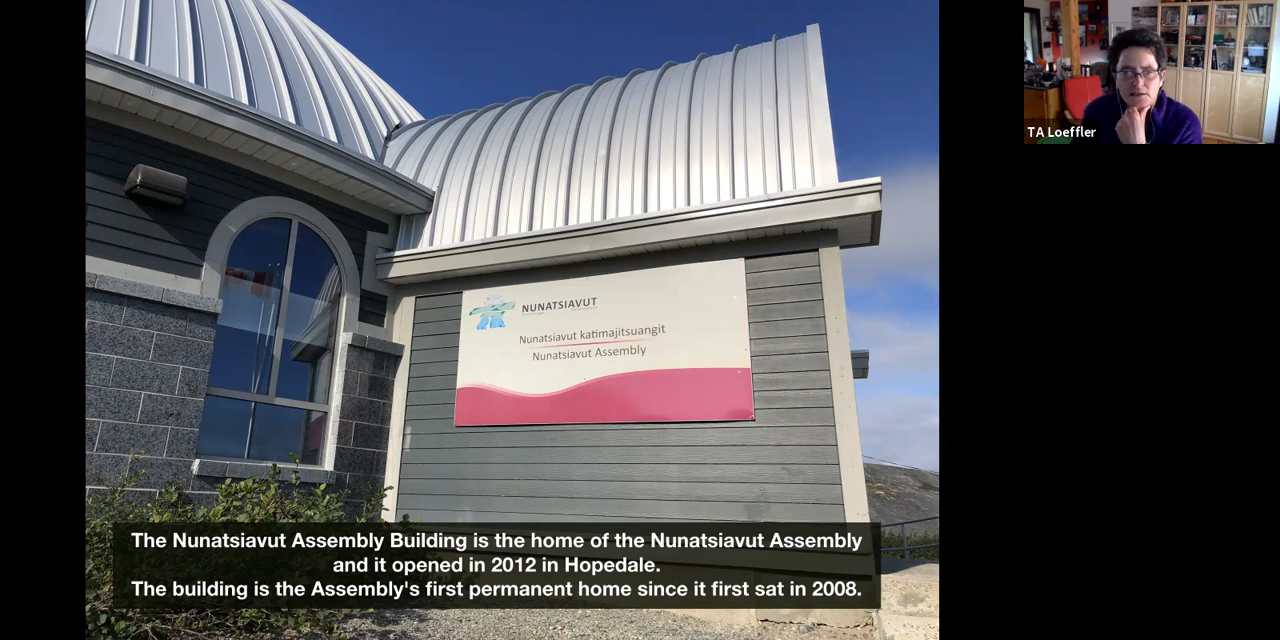 TA Loeffler
NUNATSIAVUT
Nunatsiavut katimajitsuangit
Nunatsiavut Assembly
The Nunatsiavut Assembly Building is the home of the Nunatsiavut Assembly
and it opened in 2012 in Hopedale.
The building is the Assembly's first permanent home since it first sat in 2008.